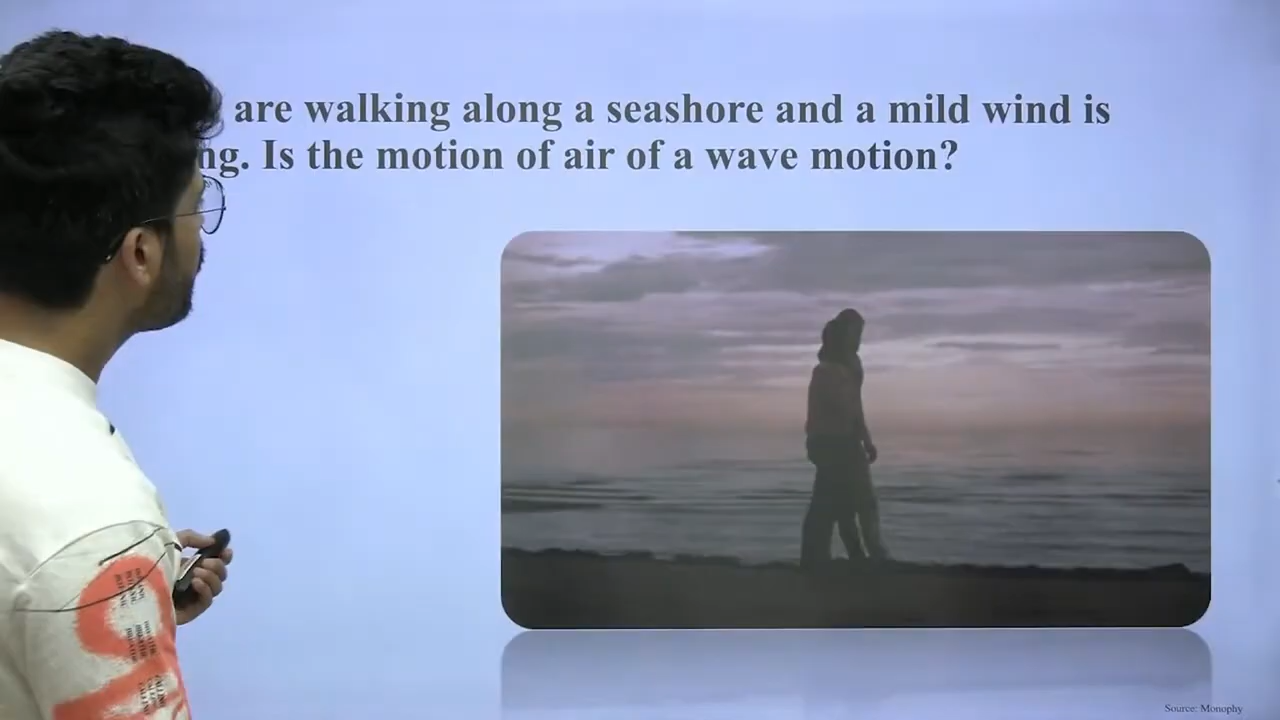 are walking along a seashore and a mild wind is
ng. Is the motion of air of a wave motion?
Source: Monophy